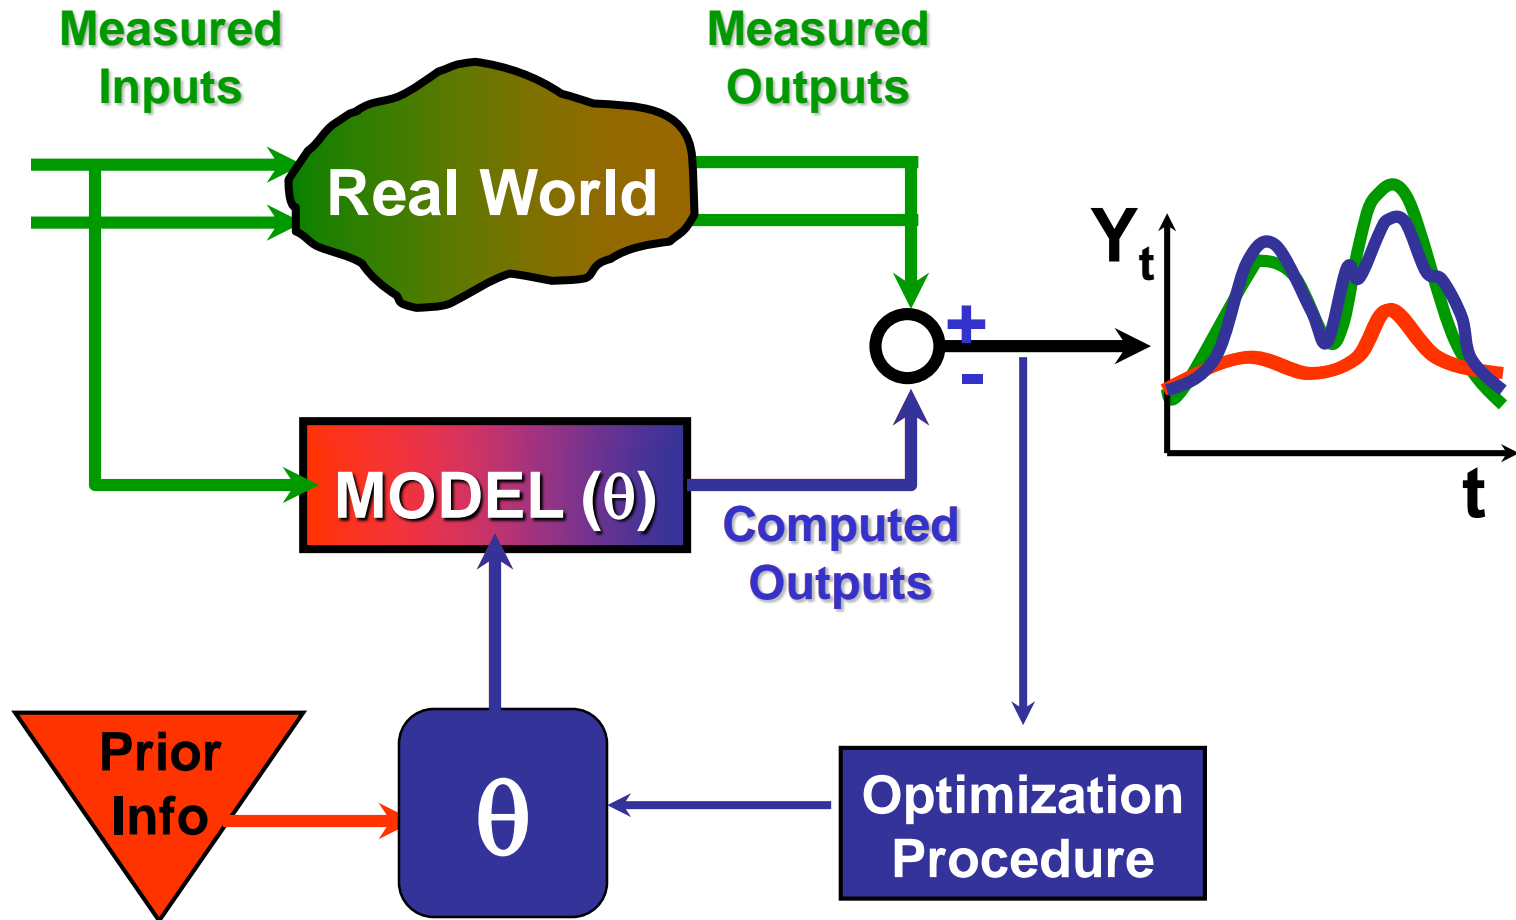 Measured
Inputs
Measured
Outputs
Real World
Y t
+
-
t
MODEL (θ)
Computed
Outputs
Prior
Info
θ
Optimization
Procedure